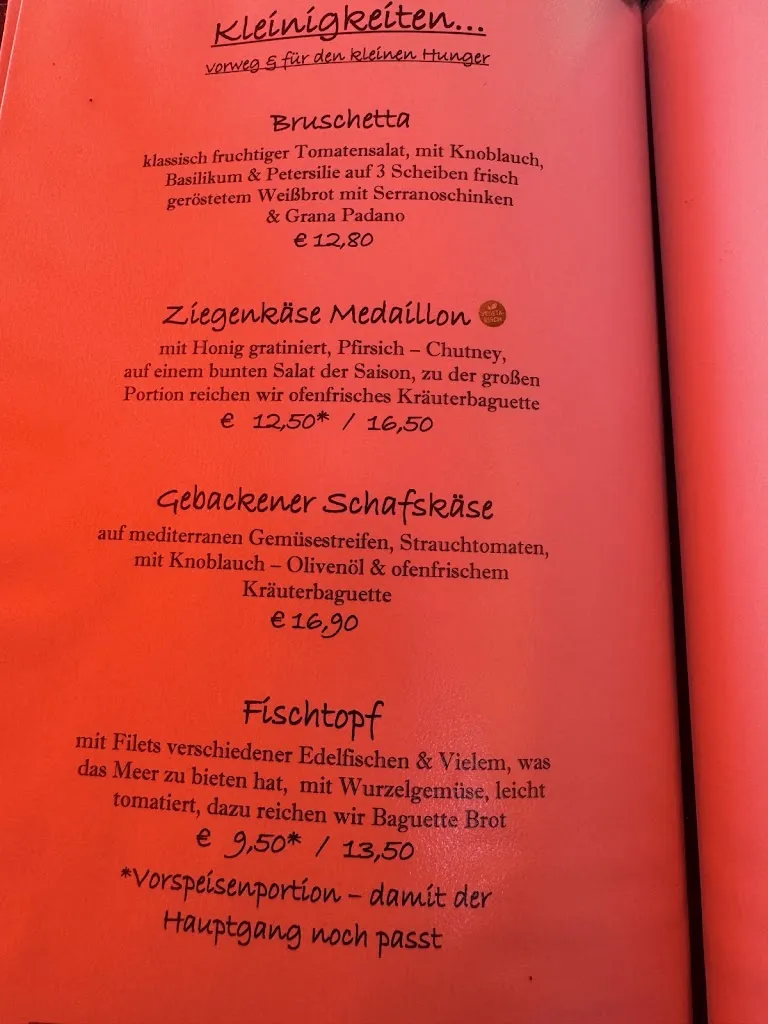 Kleinigkeiten...
vorweg & für den kleinen Hunger
Bruschetta
klassisch fruchtiger Tomatensalat, mit Knoblauch,
Basilikum & Petersilie auf 3 Scheiben frisch
geröstetem Weißbrot mit Serranoschinken
& Grana Padano
€ 12,80
Ziegenkäse Medaillon
VEGETA-
RISCH
mit Honig gratiniert, Pfirsich – Chutney,
auf einem bunten Salat der Saison, zu der großen
Portion reichen wir ofenfrisches Kräuterbaguette
€ 12,50* / 16,50
Gebackener Schafskäse
auf mediterranen Gemüsestreifen, Strauchtomaten,
mit Knoblauch – Olivenöl & ofenfrischem
Kräuterbaguette
€ 16,90
Fischtopf
mit Filets verschiedener Edelfischen & Vielem, was
das Meer zu bieten hat, mit Wurzelgemüse, leicht
tomatiert, dazu reichen wir Baguette Brot
€ 9,50* / 13,50
*Vorspeisenportion – damit der
Hauptgang noch passt